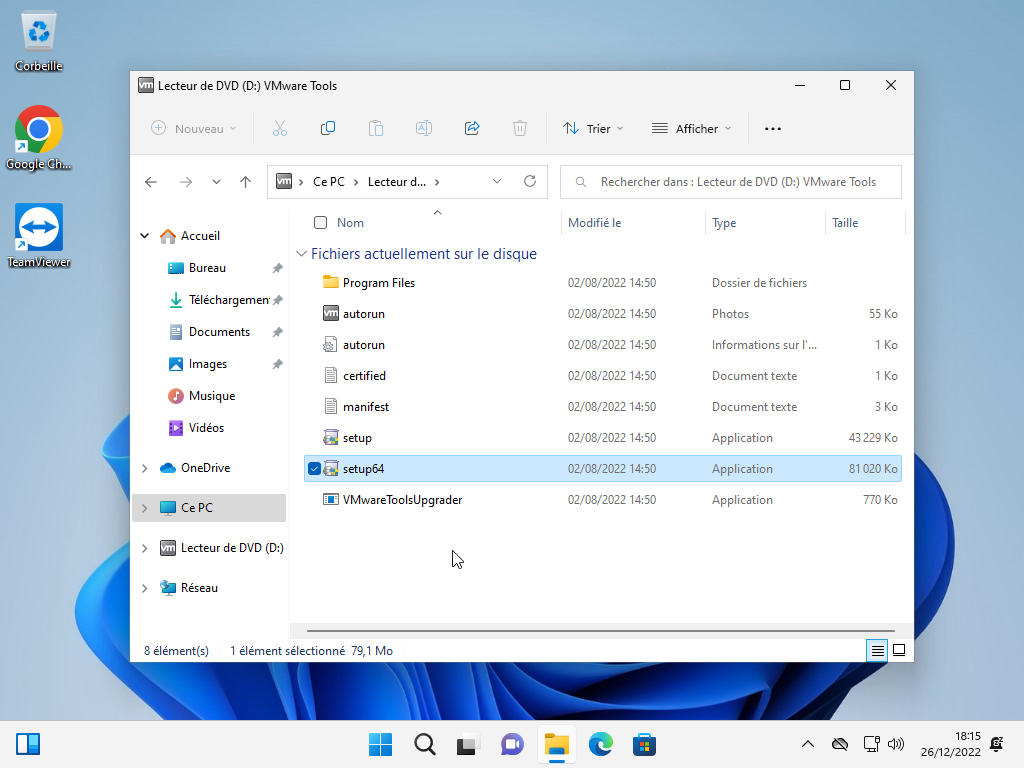 Corbeille
Google Ch...
TeamViewer
vm Lecteur de DVD (D:) VMware Tools
Nouveau
Trier
Afficher
vm Ce PC Lecteur d...
Rechercher dans : Lecteur de DVD (D:) VMware Tools
Accueil
Bureau
Téléchargemen
Documents
Images
Musique
Vidéos
OneDrive
Ce PC
vm Lecteur de DVD (D:)
Réseau
Nom Modifié le Type Taille
Fichiers actuellement sur le disque
Program Files 02/08/2022 14:50 Dossier de fichiers
vm autorun 02/08/2022 14:50 Photos 55 Ko
autorun 02/08/2022 14:50 Informations sur l'... 1 Ko
certified 02/08/2022 14:50 Document texte 1 Ko
manifest 02/08/2022 14:50 Document texte 3 Ko
setup 02/08/2022 14:50 Application 43 229 Ko
setup64 02/08/2022 14:50 Application 81 020 Ko
VMwareToolsUpgrader 02/08/2022 14:50 Application 770 Ko
8 élément(s) 1 élément sélectionné 79,1 Mo
18:15
26/12/2022